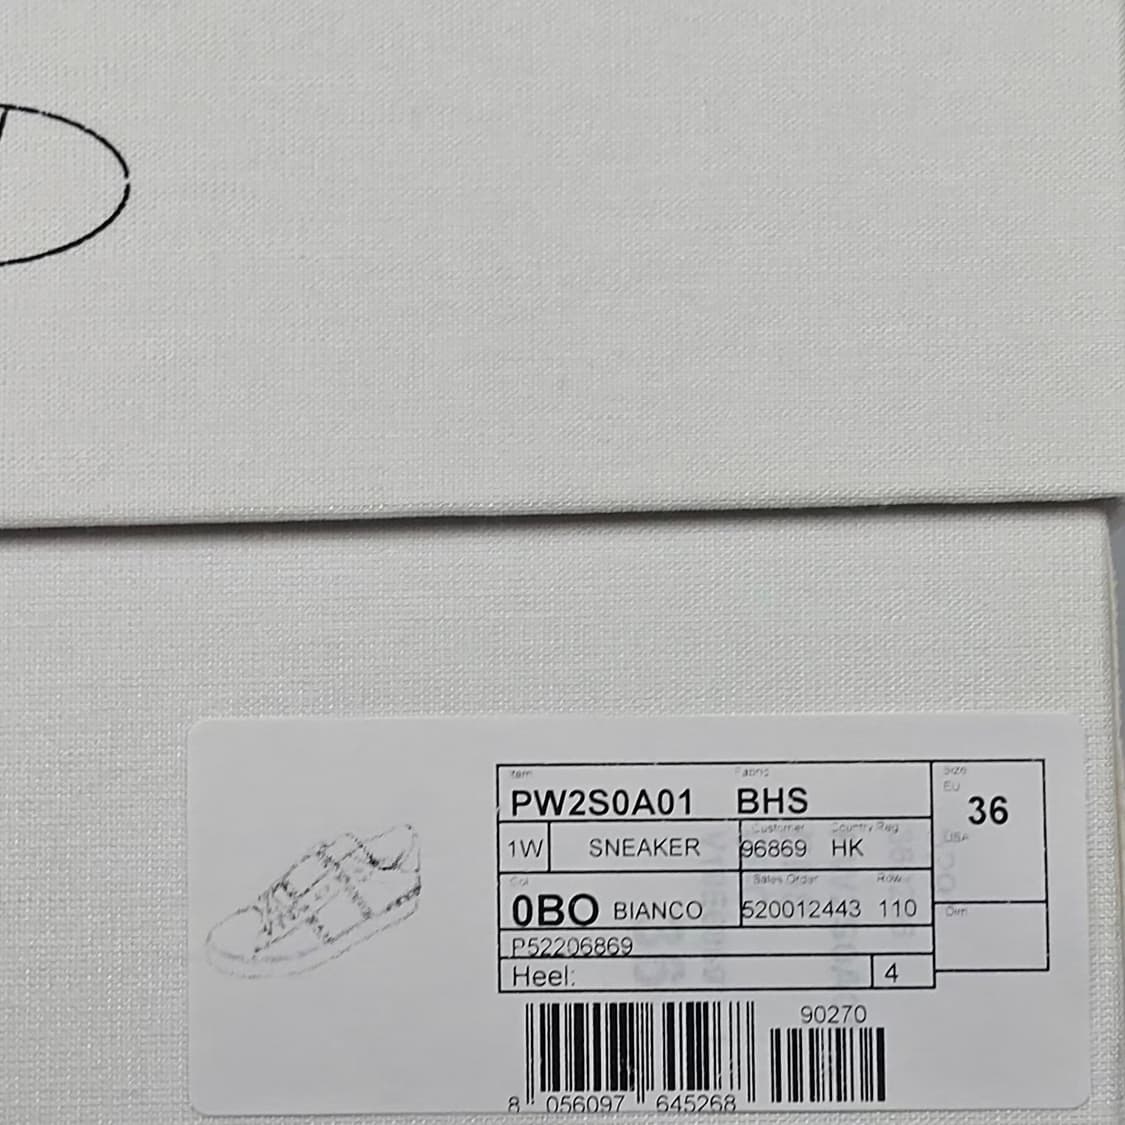 Item Fabric
PW2S0A01 BHS
Size
EU
36
USA
1W SNEAKER
Customer Country Reg
96869 HK
Col
0BO BIANCO
Sales Order Row
520012443 110
Dim
P52206869
Heel: 4
90270
8 056097 645268